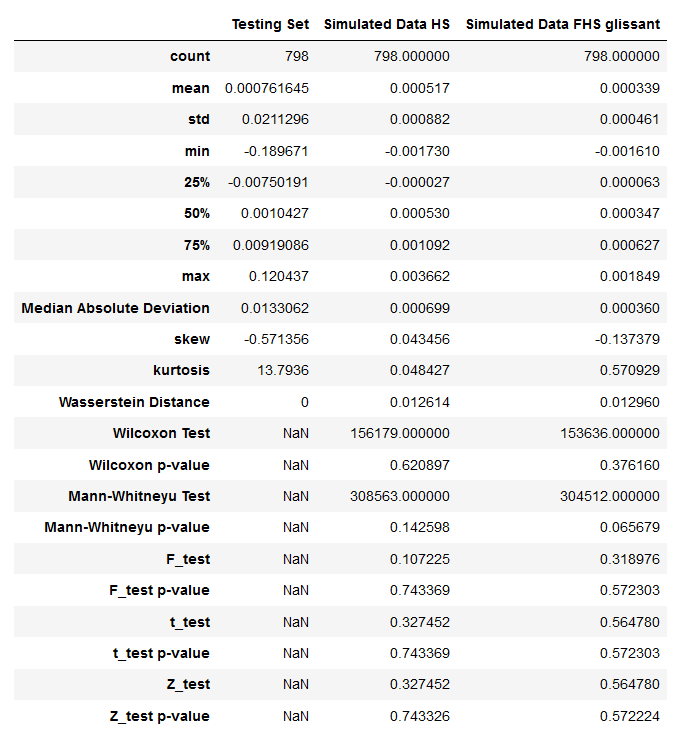 Testing Set Simulated Data HS Simulated Data FHS glissant
count 798 798.000000 798.000000
mean 0.000761645 0.000517 0.000339
std 0.0211296 0.000882 0.000461
min -0.189671 -0.001730 -0.001610
25% -0.00750191 -0.000027 0.000063
50% 0.0010427 0.000530 0.000347
75% 0.00919086 0.001092 0.000627
max 0.120437 0.003662 0.001849
Median Absolute Deviation 0.0133062 0.000699 0.000360
skew -0.571356 0.043456 -0.137379
kurtosis 13.7936 0.048427 0.570929
Wasserstein Distance 0 0.012614 0.012960
Wilcoxon Test NaN 156179.000000 153636.000000
Wilcoxon p-value NaN 0.620897 0.376160
Mann-Whitneyu Test NaN 308563.000000 304512.000000
Mann-Whitneyu p-value NaN 0.142598 0.065679
F_test NaN 0.107225 0.318976
F_test p-value NaN 0.743369 0.572303
t_test NaN 0.327452 0.564780
t_test p-value NaN 0.743369 0.572303
Z_test NaN 0.327452 0.564780
Z_test p-value NaN 0.743326 0.572224